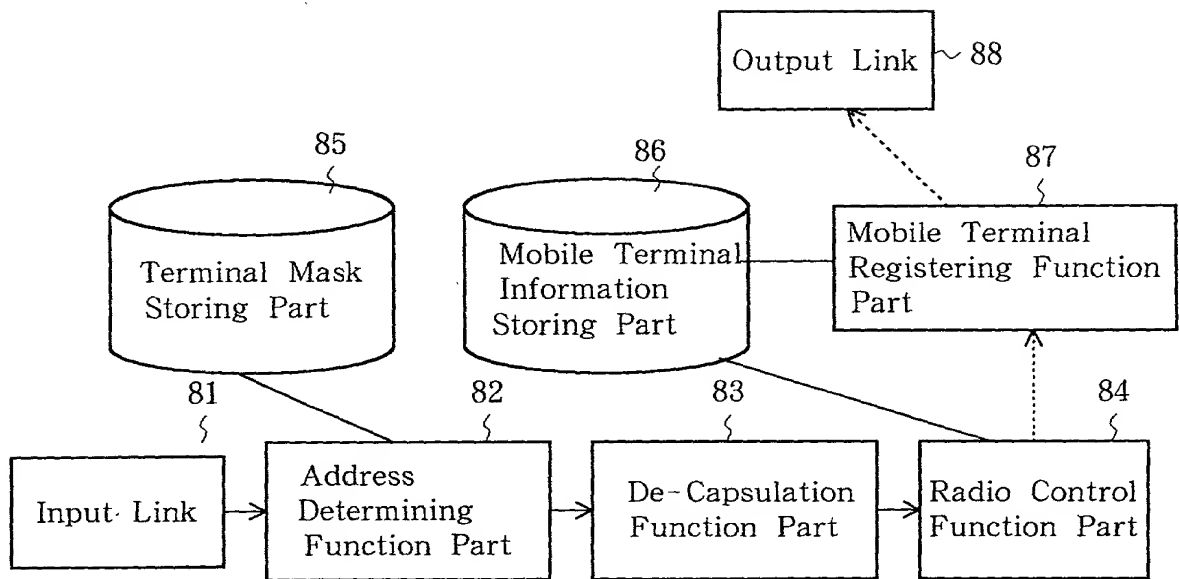 Output Link
88
85
86
87
Terminal Mask
Storing Part
Mobile Terminal
Information
Storing Part
Mobile Terminal
Registering Function
Part
81
82
83
84
Input Link
Address
Determining
Function Part
De-Capsulation
Function Part
Radio Control
Function Part